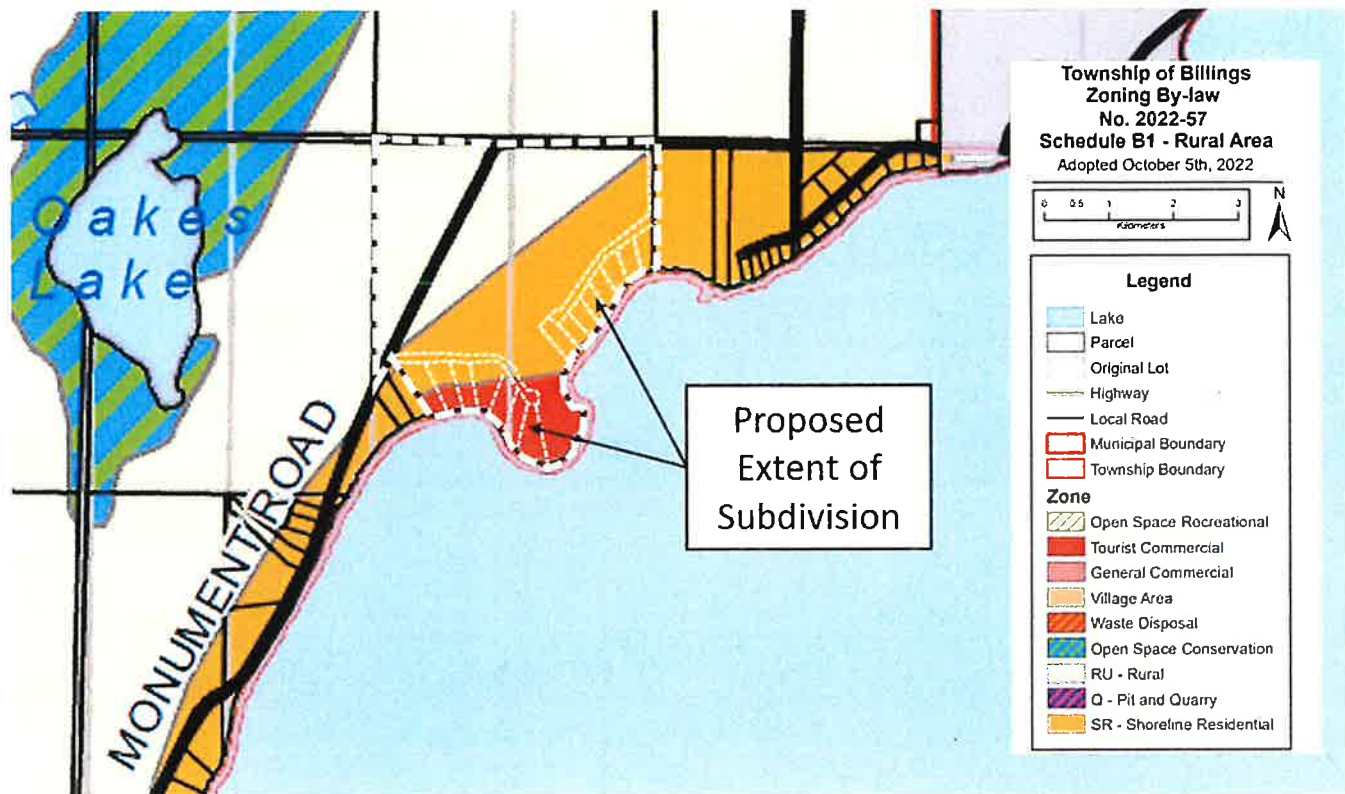 Oakes
Lake
MONUMENT ROAD
Proposed
Extent of
Subdivision
Township of Billings
Zoning By-law
No. 2022-57
Schedule B1 - Rural Area
Adopted October 5th, 2022
0 0.5 1 2 3
Kilometers
N
Legend
Lake
Parcel
Original Lot
Highway
Local Road
Municipal Boundary
Township Boundary
Zone
Open Space Recreational
Tourist Commercial
General Commercial
Village Area
Waste Disposal
Open Space Conservation
RU - Rural
Q - Pit and Quarry
SR - Shoreline Residential